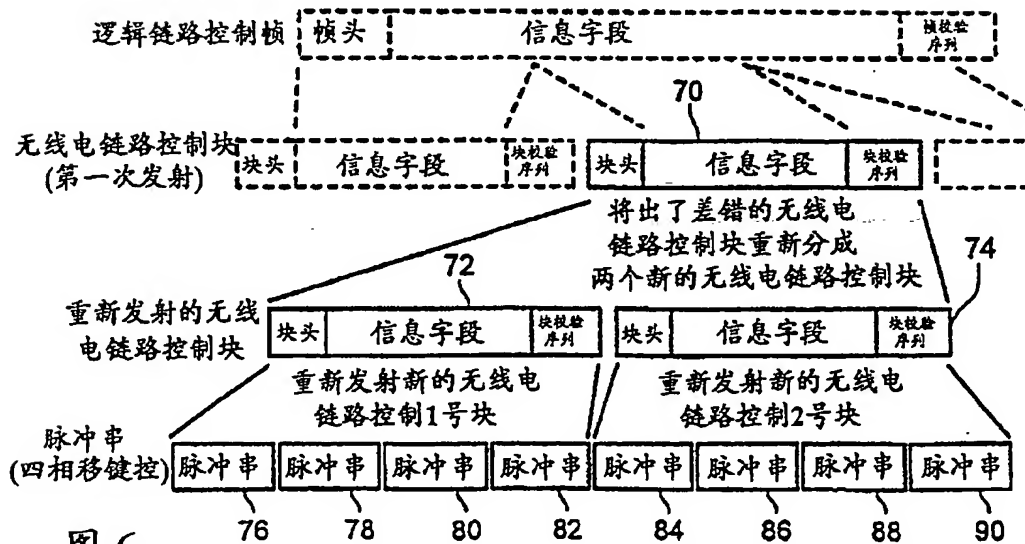 逻辑链路控制帧
帧头
信息字段
帧校验
序列
70
无线电链路控制块
(第一次发射)
块头
信息字段
块校验
序列
块头
信息字段
块校验
序列
将出了差错的无线电
链路控制块重新分成
两个新的无线电链路控制块
72
74
重新发射的无线
电链路控制块
块头
信息字段
块校验
序列
块头
信息字段
块校验
序列
重新发射新的无线电
链路控制1号块
重新发射新的无线电
链路控制2号块
脉冲串
(四相移键控)
脉冲串
脉冲串
脉冲串
脉冲串
脉冲串
脉冲串
脉冲串
脉冲串
76
78
80
82
84
86
88
90
图 6